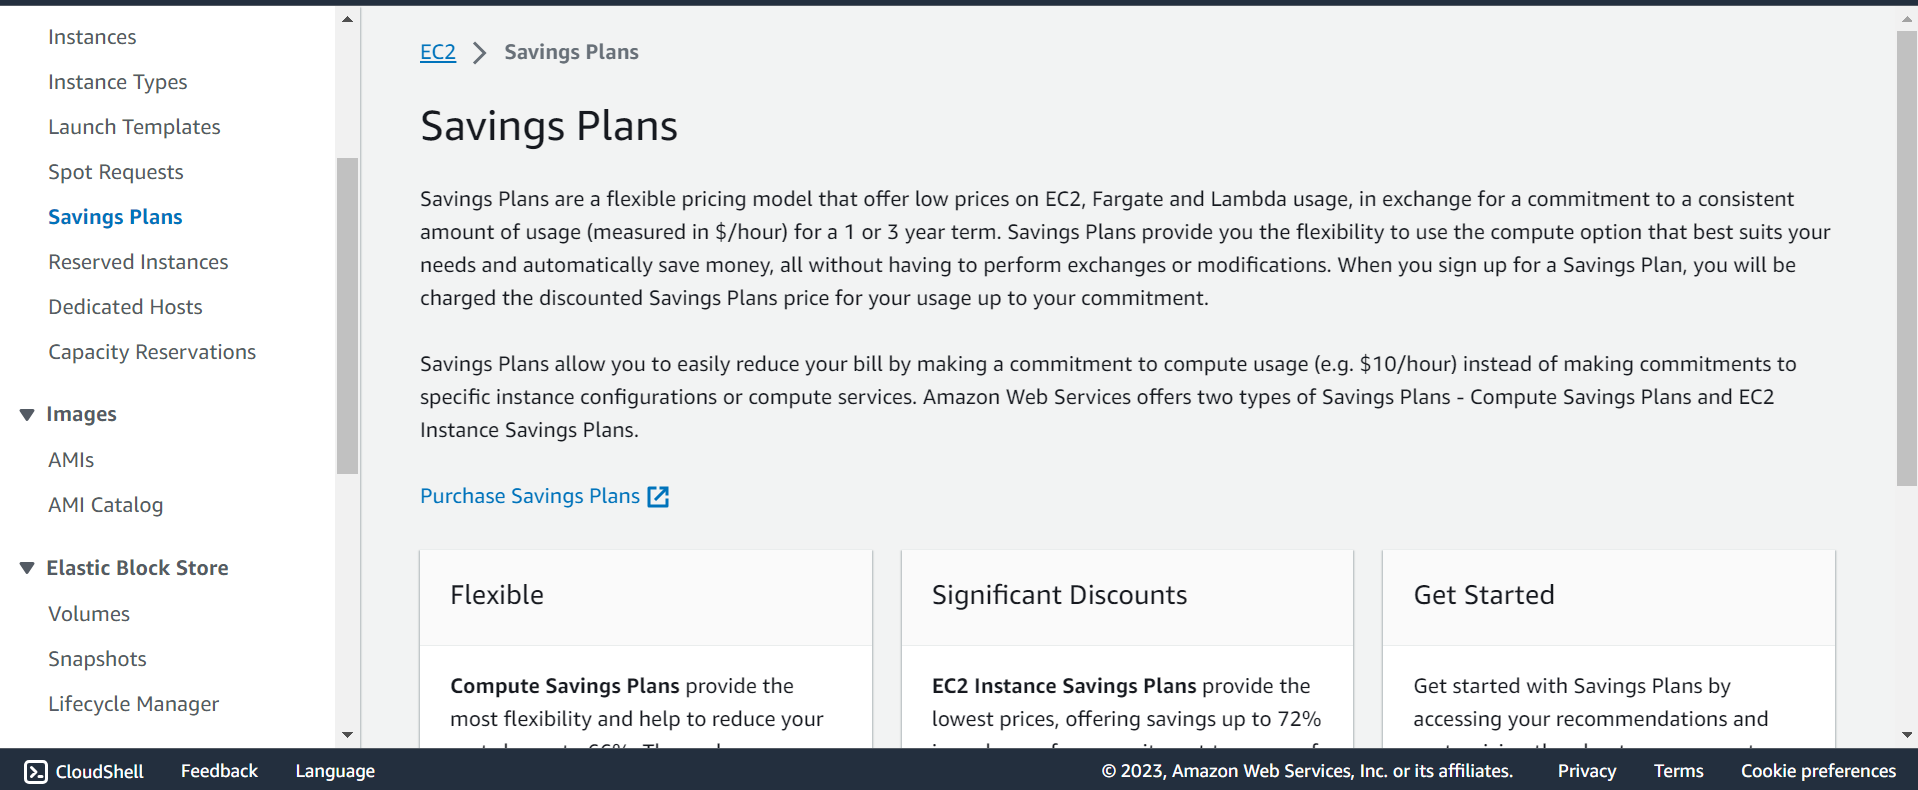 Instances
Instance Types
Launch Templates
Spot Requests
Savings Plans
Reserved Instances
Dedicated Hosts
Capacity Reservations
Images
AMIs
AMI Catalog
Elastic Block Store
Volumes
Snapshots
Lifecycle Manager
EC2 Savings Plans
Savings Plans
Savings Plans are a flexible pricing model that offer low prices on EC2, Fargate and Lambda usage, in exchange for a commitment to a consistent
amount of usage (measured in $/hour) for a 1 or 3 year term. Savings Plans provide you the flexibility to use the compute option that best suits your
needs and automatically save money, all without having to perform exchanges or modifications. When you sign up for a Savings Plan, you will be
charged the discounted Savings Plans price for your usage up to your commitment.
Savings Plans allow you to easily reduce your bill by making a commitment to compute usage (e.g. $10/hour) instead of making commitments to
specific instance configurations or compute services. Amazon Web Services offers two types of Savings Plans - Compute Savings Plans and EC2
Instance Savings Plans.
Purchase Savings Plans
Flexible
Compute Savings Plans provide the
most flexibility and help to reduce your
Significant Discounts
EC2 Instance Savings Plans provide the
lowest prices, offering savings up to 72%
Get Started
Get started with Savings Plans by
accessing your recommendations and
CloudShell Feedback Language © 2023, Amazon Web Services, Inc. or its affiliates. Privacy Terms Cookie preferences